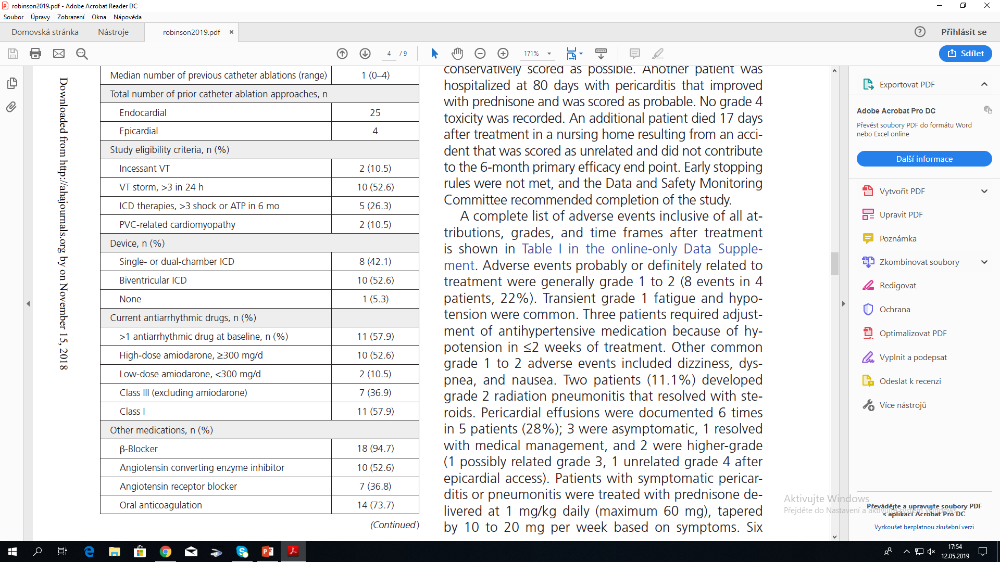 robinson2019.pdf - Adobe Acrobat Reader DC
Soubor Úpravy Zobrazení Okna Nápověda
Domovská stránka Nástroje robinson2019.pdf × Přihlásit se
4 / 9 171% Sdílet
Downloaded from http://ahajournals.org by on November 15, 2018
Median number of previous catheter ablations (range) 1 (0–4)
Total number of prior catheter ablation approaches, n
Endocardial 25
Epicardial 4
Study eligibility criteria, n (%)
Incessant VT 2 (10.5)
VT storm, >3 in 24 h 10 (52.6)
ICD therapies, >3 shock or ATP in 6 mo 5 (26.3)
PVC-related cardiomyopathy 2 (10.5)
Device, n (%)
Single- or dual-chamber ICD 8 (42.1)
Biventricular ICD 10 (52.6)
None 1 (5.3)
Current antiarrhythmic drugs, n (%)
>1 antiarrhythmic drug at baseline, n (%) 11 (57.9)
High-dose amiodarone, ≥300 mg/d 10 (52.6)
Low-dose amiodarone, <300 mg/d 2 (10.5)
Class III (excluding amiodarone) 7 (36.9)
Class I 11 (57.9)
Other medications, n (%)
β-Blocker 18 (94.7)
Angiotensin converting enzyme inhibitor 10 (52.6)
Angiotensin receptor blocker 7 (36.8)
Oral anticoagulation 14 (73.7)
(Continued)
conservatively scored as possible. Another patient was
hospitalized at 80 days with pericarditis that improved
with prednisone and was scored as probable. No grade 4
toxicity was recorded. An additional patient died 17 days
after treatment in a nursing home resulting from an acci-
dent that was scored as unrelated and did not contribute
to the 6-month primary efficacy end point. Early stopping
rules were not met, and the Data and Safety Monitoring
Committee recommended completion of the study.
A complete list of adverse events inclusive of all at-
tributions, grades, and time frames after treatment
is shown in Table I in the online-only Data Supple-
ment. Adverse events probably or definitely related to
treatment were generally grade 1 to 2 (8 events in 4
patients, 22%). Transient grade 1 fatigue and hypo-
tension were common. Three patients required adjust-
ment of antihypertensive medication because of hy-
potension in ≤2 weeks of treatment. Other common
grade 1 to 2 adverse events included dizziness, dys-
pnea, and nausea. Two patients (11.1%) developed
grade 2 radiation pneumonitis that resolved with ste-
roids. Pericardial effusions were documented 6 times
in 5 patients (28%); 3 were asymptomatic, 1 resolved
with medical management, and 2 were higher-grade
(1 possibly related grade 3, 1 unrelated grade 4 after
epicardial access). Patients with symptomatic pericar-
ditis or pneumonitis were treated with prednisone de-
livered at 1 mg/kg daily (maximum 60 mg), tapered
by 10 to 20 mg per week based on symptoms. Six
Exportovat PDF
Adobe Acrobat Pro DC
Převést soubory PDF do formátu Word
nebo Excel online
Další informace
Vytvořit PDF
Upravit PDF
Poznámka
Zkombinovat soubory
Redigovat
Ochrana
Optimalizovat PDF
Vyplnit a podepsat
Odeslat k recenzi
Více nástrojů
Aktivujte Windows
Přejděte do Nastavení a aktivujte systém Windows.
Převádějte a upravujte soubory PDF
s aplikací Acrobat Pro DC
Vyzkoušet bezplatnou zkušební verzi
17:54
12.05.2019